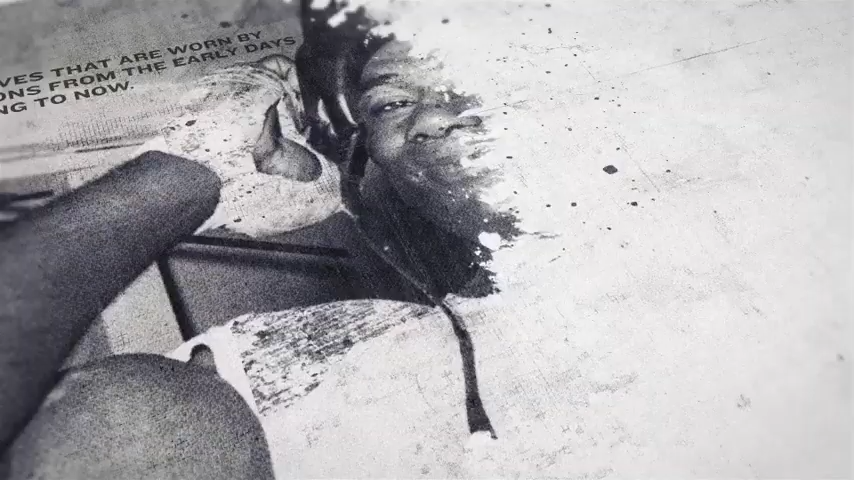 VES THAT ARE WORN BY
ONS FROM THE EARLY DAYS
NG TO NOW.